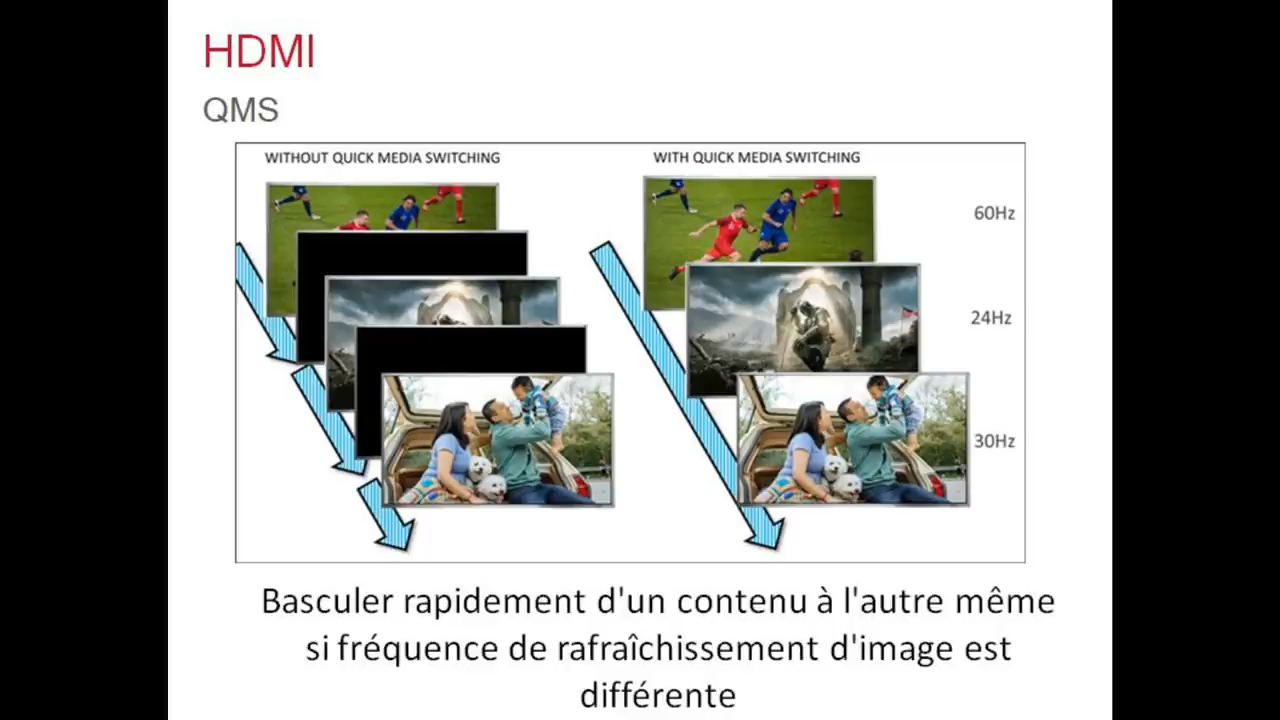 HDMI
QMS
WITHOUT QUICK MEDIA SWITCHING
WITH QUICK MEDIA SWITCHING
60Hz
24Hz
30Hz
Basculer rapidement d'un contenu à l'autre même
si fréquence de rafraîchissement d'image est
différente